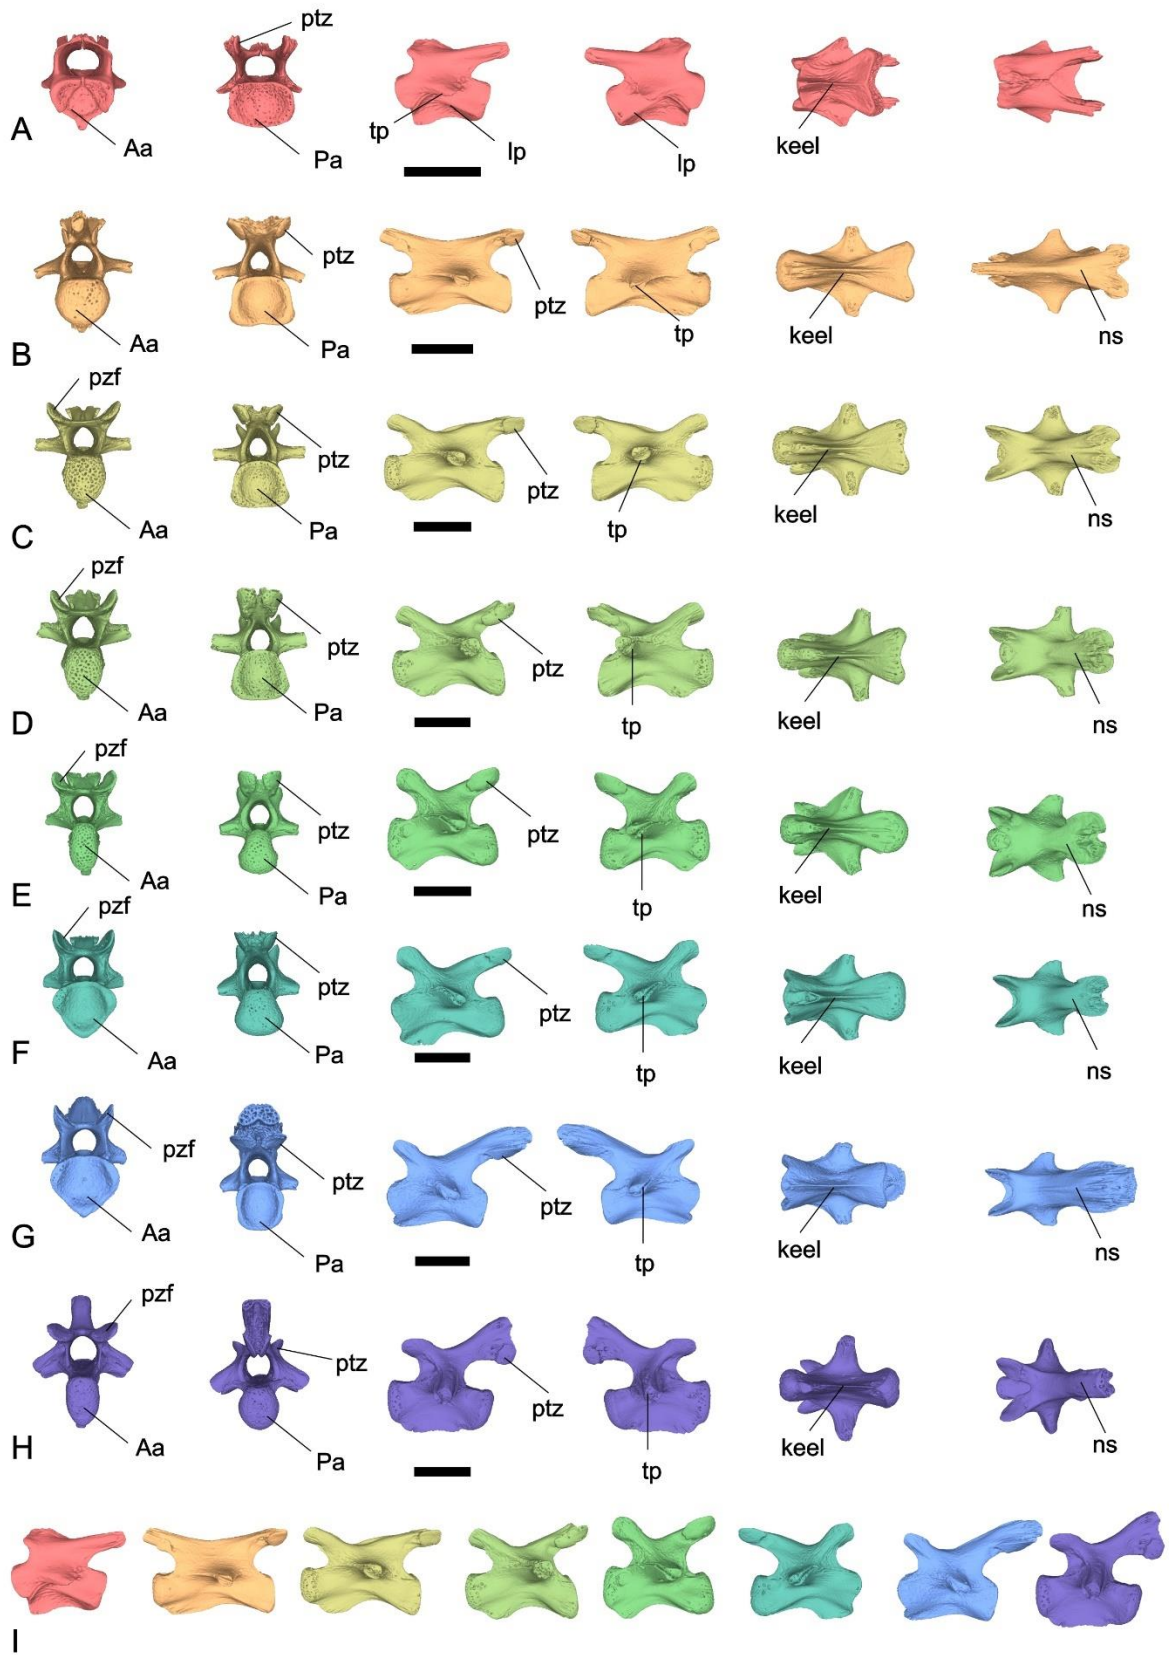 ptz
A Aa Pa tp lp lp keel
ptz ptz tp
B Aa Pa keel ns
pzf ptz ptz
C Aa Pa tp keel ns
pzf ptz ptz
D Aa Pa tp keel ns
pzf ptz ptz
E Aa Pa tp keel ns
pzf ptz ptz
F Aa Pa tp keel ns
pzf ptz ptz
G Aa Pa tp keel ns
pzf ptz ptz
H Aa Pa tp keel ns
I